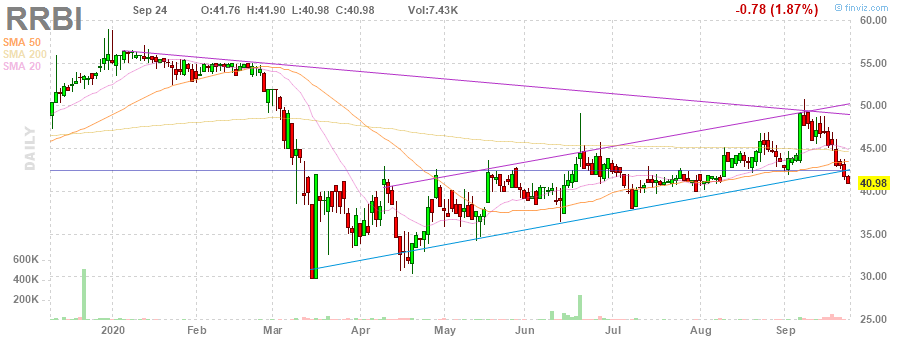 RRBI Sep 24 O:41.76 H:41.90 L:40.98 C:40.98 Vol:7.43K -0.78 (1.87%) © finviz.com
SMA 50
SMA 200
SMA 20
DAILY
60.00
55.00
50.00
45.00
40.98
40.00
35.00
30.00
25.00
600K
400K
200K
2020 Feb Mar Apr May Jun Jul Aug Sep